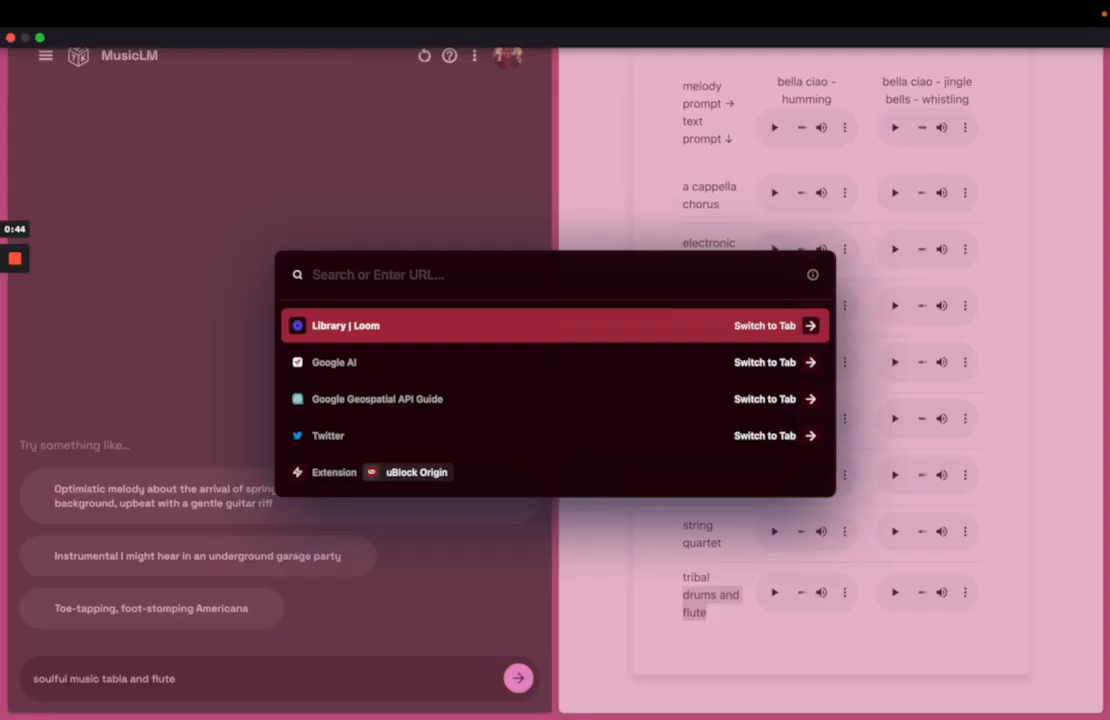 MusicLM
0:44
Try something like...
Optimistic melody about the arrival of spring
background, upbeat with a gentle guitar riff
Instrumental I might hear in an underground garage party
Toe-tapping, foot-stomping Americana
soulful music tabla and flute
Search or Enter URL...
Library | Loom
Switch to Tab
Google AI
Switch to Tab
Google Geospatial API Guide
Switch to Tab
Twitter
Switch to Tab
Extension uBlock Origin
melody
prompt →
text
prompt ↓
bella ciao -
humming
bella ciao - jingle
bells - whistling
a cappella
chorus
electronic
string
quartet
tribal
drums and
flute